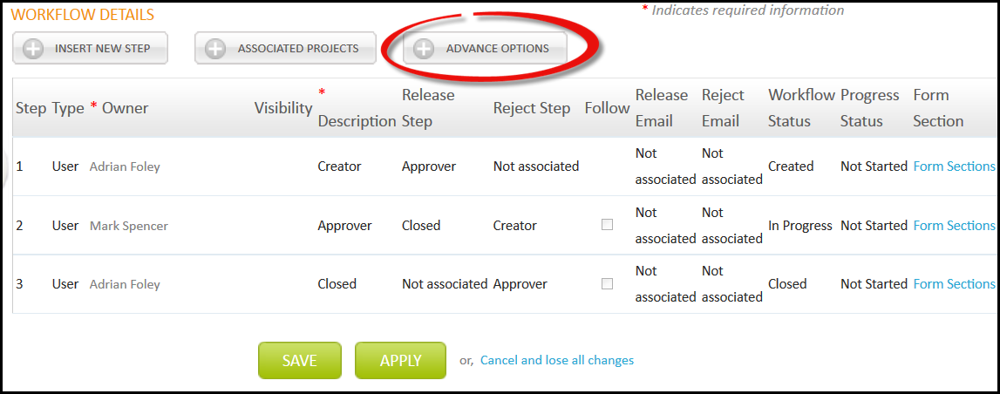 WORKFLOW DETAILS
* Indicates required information
INSERT NEW STEP ASSOCIATED PROJECTS ADVANCE OPTIONS
Step Type * Owner Visibility * Description Release Step Reject Step Follow Release Email Reject Email Workflow Status Progress Status Form Section
1 User Adrian Foley Creator Approver Not associated Not associated Not associated Created Not Started Form Sections
2 User Mark Spencer Approver Closed Creator Not associated Not associated In Progress Not Started Form Sections
3 User Adrian Foley Closed Not associated Approver Not associated Not associated Closed Not Started Form Sections
SAVE APPLY or, Cancel and lose all changes